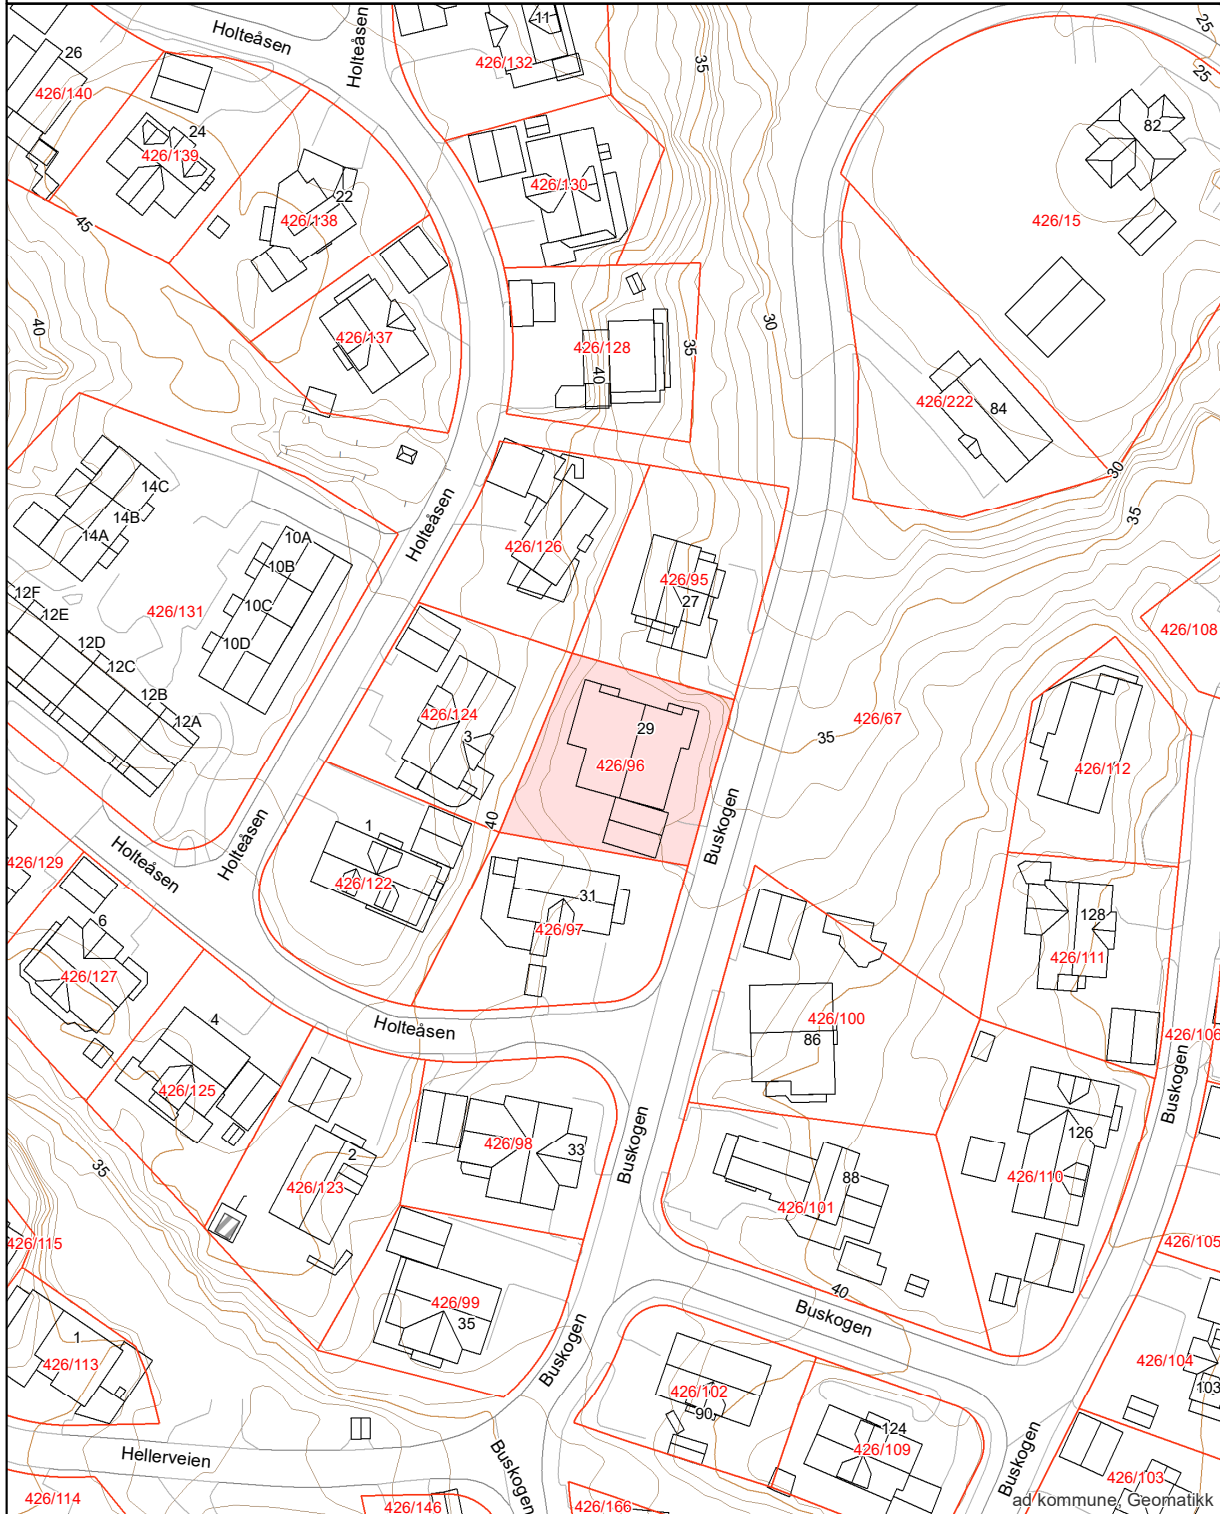 Holteåsen
Holteåsen
11
426/132
35
25
25
26
426/140
24
426/139
82
22
426/138
426/130
426/15
45
40
426/137
426/128
40
35
30
426/222
84
30
35
14C
14B
14A
10A
10B
10C
10D
Holteåsen
426/126
426/95
27
12F
12E
426/131
12D
12C
12B
12A
426/108
426/124
3
29
426/96
35
426/67
426/112
40
Buskogen
1
426/122
Holteåsen
Holteåsen
426/129
6
426/127
31
426/97
128
426/111
4
426/125
Holteåsen
426/100
86
426/106
Buskogen
35
2
426/123
426/98
33
Buskogen
88
426/101
126
426/110
426/115
426/105
40
Buskogen
426/99
35
Buskogen
1
426/113
426/102
90
426/104
103
124
426/109
Hellerveien
Buskogen
Buskogen
426/103
426/114
426/146
426/166
ad kommune, Geomatikk